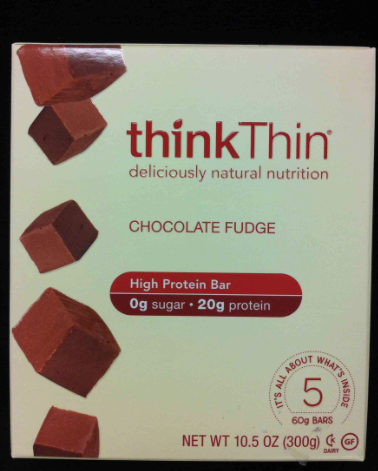 thinkThin®
deliciously natural nutrition
CHOCOLATE FUDGE
High Protein Bar
0g sugar • 20g protein
IT'S ALL ABOUT WHAT'S INSIDE
5
60g BARS
NET WT 10.5 OZ (300g)
DAIRY
GF